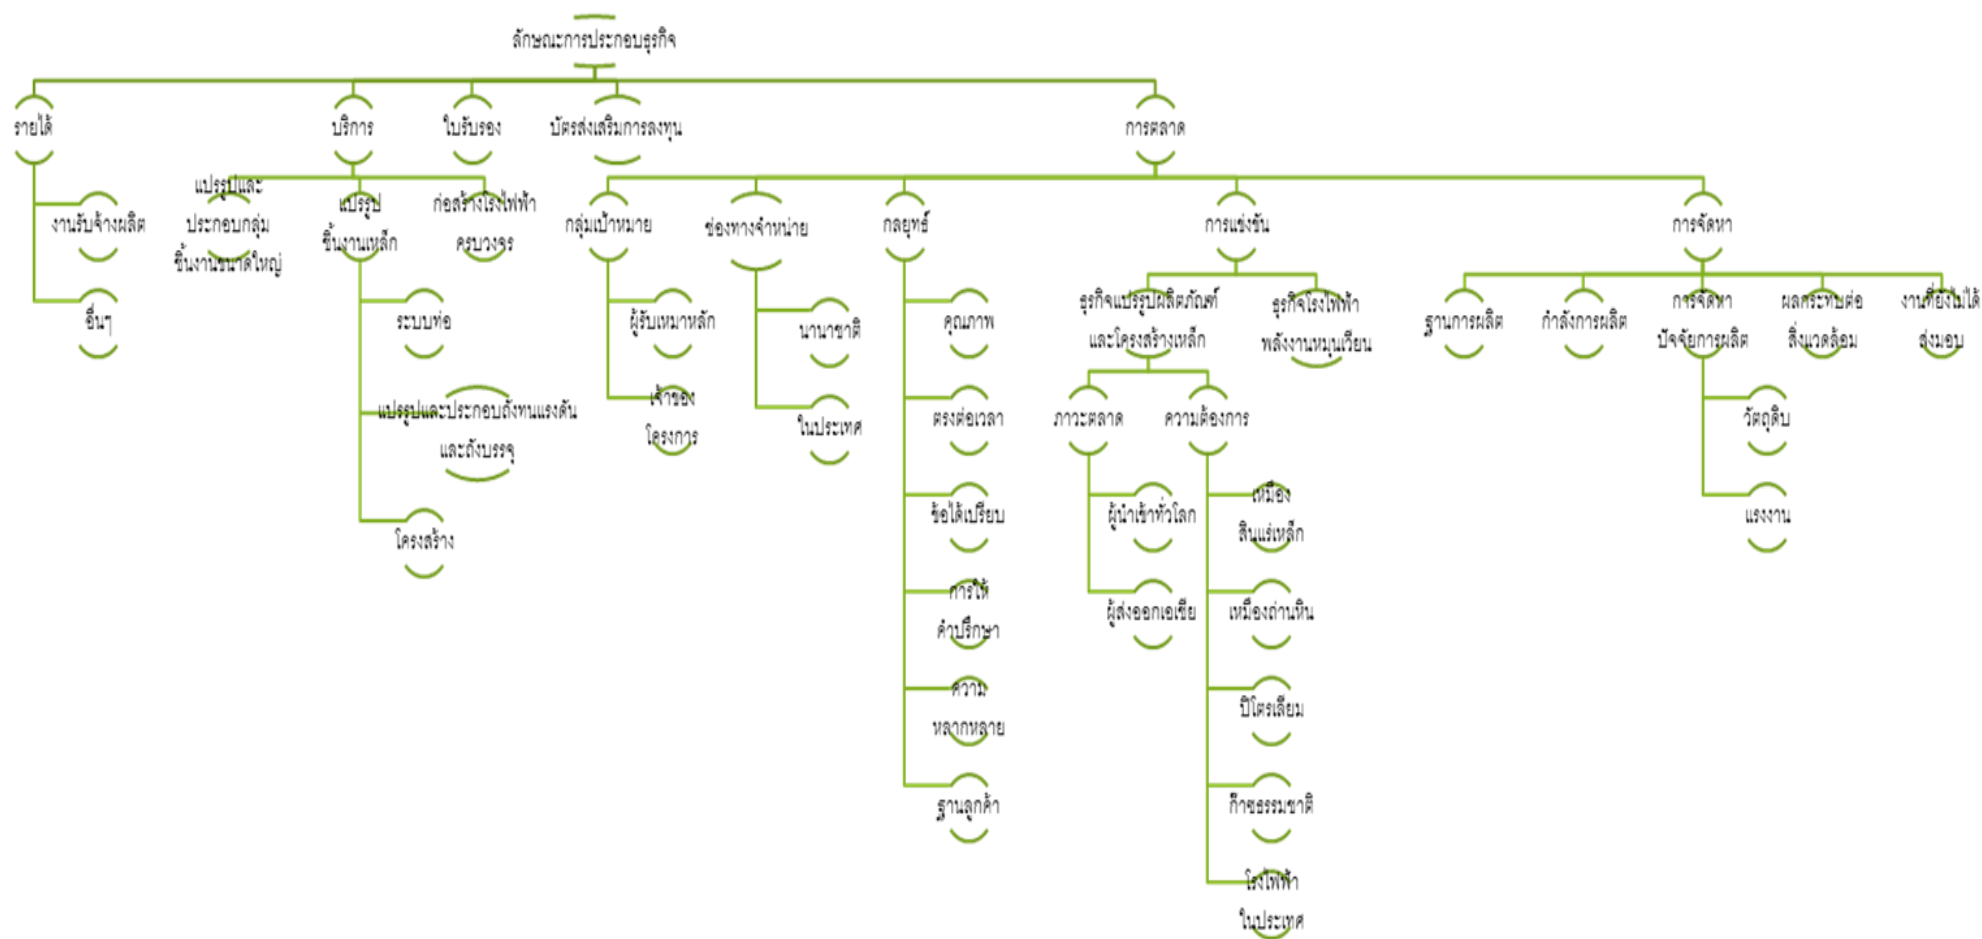 ลักษณะการประกอบธุรกิจ
รายได้
บริการ
ใบรับรอง
บัตรส่งเสริมการลงทุน
การตลาด
งานรับจ้างผลิต
อื่นๆ
แปรรูปและ
ประกอบกลุ่ม
ชิ้นงานขนาดใหญ่
แปรรูป
ชิ้นงานเหล็ก
ก่อสร้างโรงไฟฟ้า
ครบวงจร
ระบบท่อ
แปรรูปและประกอบถังทนแรงดัน
และถังบรรจุ
โครงสร้าง
กลุ่มเป้าหมาย
ช่องทางจำหน่าย
กลยุทธ์
การแข่งขัน
การจัดหา
ผู้รับเหมาหลัก
เจ้าของ
โครงการ
นานาชาติ
ในประเทศ
คุณภาพ
ตรงต่อเวลา
ข้อได้เปรียบ
การให้
คำปรึกษา
ความ
หลากหลาย
ฐานลูกค้า
ธุรกิจแปรรูปผลิตภัณฑ์
และโครงสร้างเหล็ก
ธุรกิจโรงไฟฟ้า
พลังงานหมุนเวียน
ภาวะตลาด
ความต้องการ
ผู้นำเข้าทั่วโลก
ผู้ส่งออกเอเชีย
เหมือง
สินแร่เหล็ก
เหมืองถ่านหิน
ปิโตรเลียม
ก๊าซธรรมชาติ
โรงไฟฟ้า
ในประเทศ
ฐานการผลิต
กำลังการผลิต
การจัดหา
ปัจจัยการผลิต
ผลกระทบต่อ
สิ่งแวดล้อม
งานที่ยังไม่ได้
ส่งมอบ
วัตถุดิบ
แรงงาน